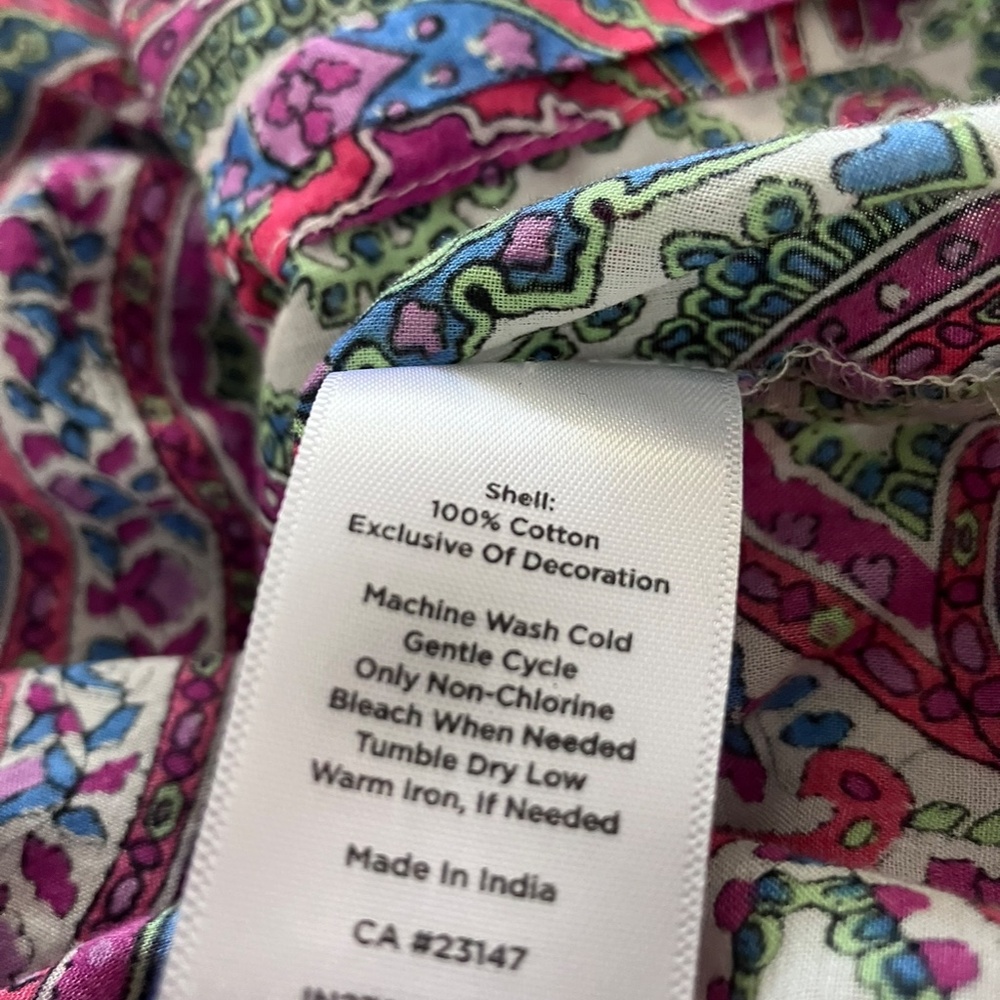 Shell:
100% Cotton
Exclusive Of Decoration
Machine Wash Cold
Gentle Cycle
Only Non-Chlorine
Bleach When Needed
Tumble Dry Low
Warm Iron, If Needed
Made In India
CA #23147